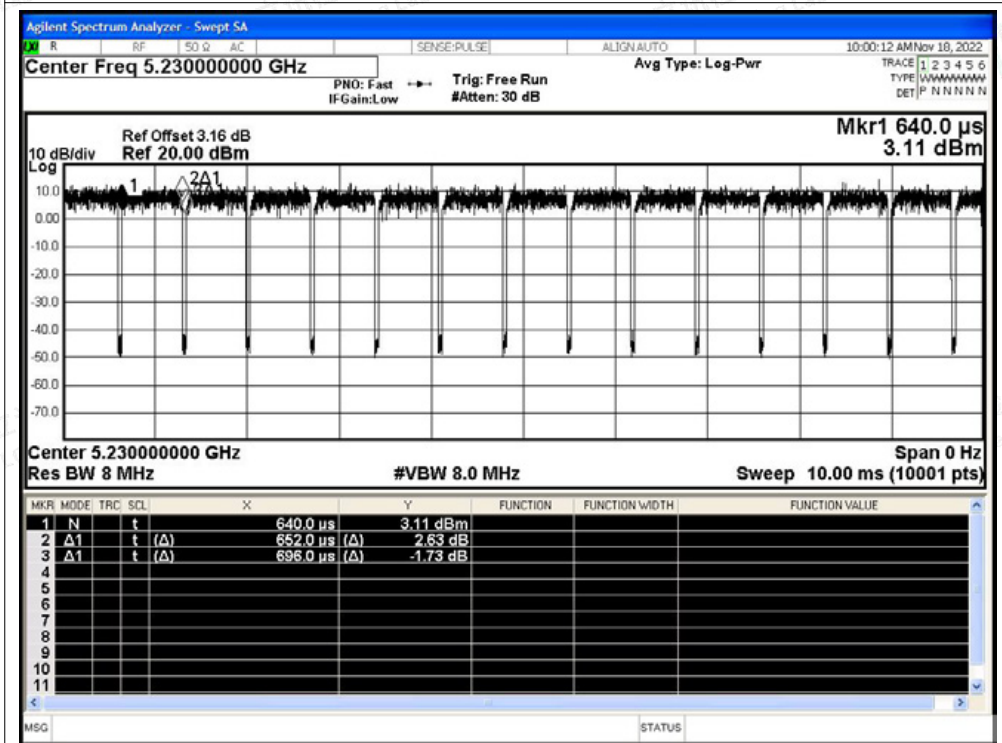 Agilent Spectrum Analyzer - Swept SA
R RF 50 Ω AC SENSE:PULSE ALIGNAUTO 10:00:12 AM Nov 18, 2022
Center Freq 5.230000000 GHz Avg Type: Log-Pwr TRACE 1 2 3 4 5 6
PNO: Fast Trig: Free Run TYPE WWWWWW
IFGain:Low #Atten: 30 dB DET P N N N N N
Mkr1 640.0 µs
Ref Offset 3.16 dB
10 dB/div Ref 20.00 dBm 3.11 dBm
Log
1 2Δ1
10.0
0.00
-10.0
-20.0
-30.0
-40.0
-50.0
-60.0
-70.0
Center 5.230000000 GHz Span 0 Hz
Res BW 8 MHz #VBW 8.0 MHz Sweep 10.00 ms (10001 pts)
MKR MODE TRC SCL X Y FUNCTION FUNCTION WIDTH FUNCTION VALUE
1 N t 640.0 µs 3.11 dBm
2 Δ1 t (Δ) 652.0 µs (Δ) 2.63 dB
3 Δ1 t (Δ) 696.0 µs (Δ) -1.73 dB
4
5
6
7
8
9
10
11
MSG STATUS